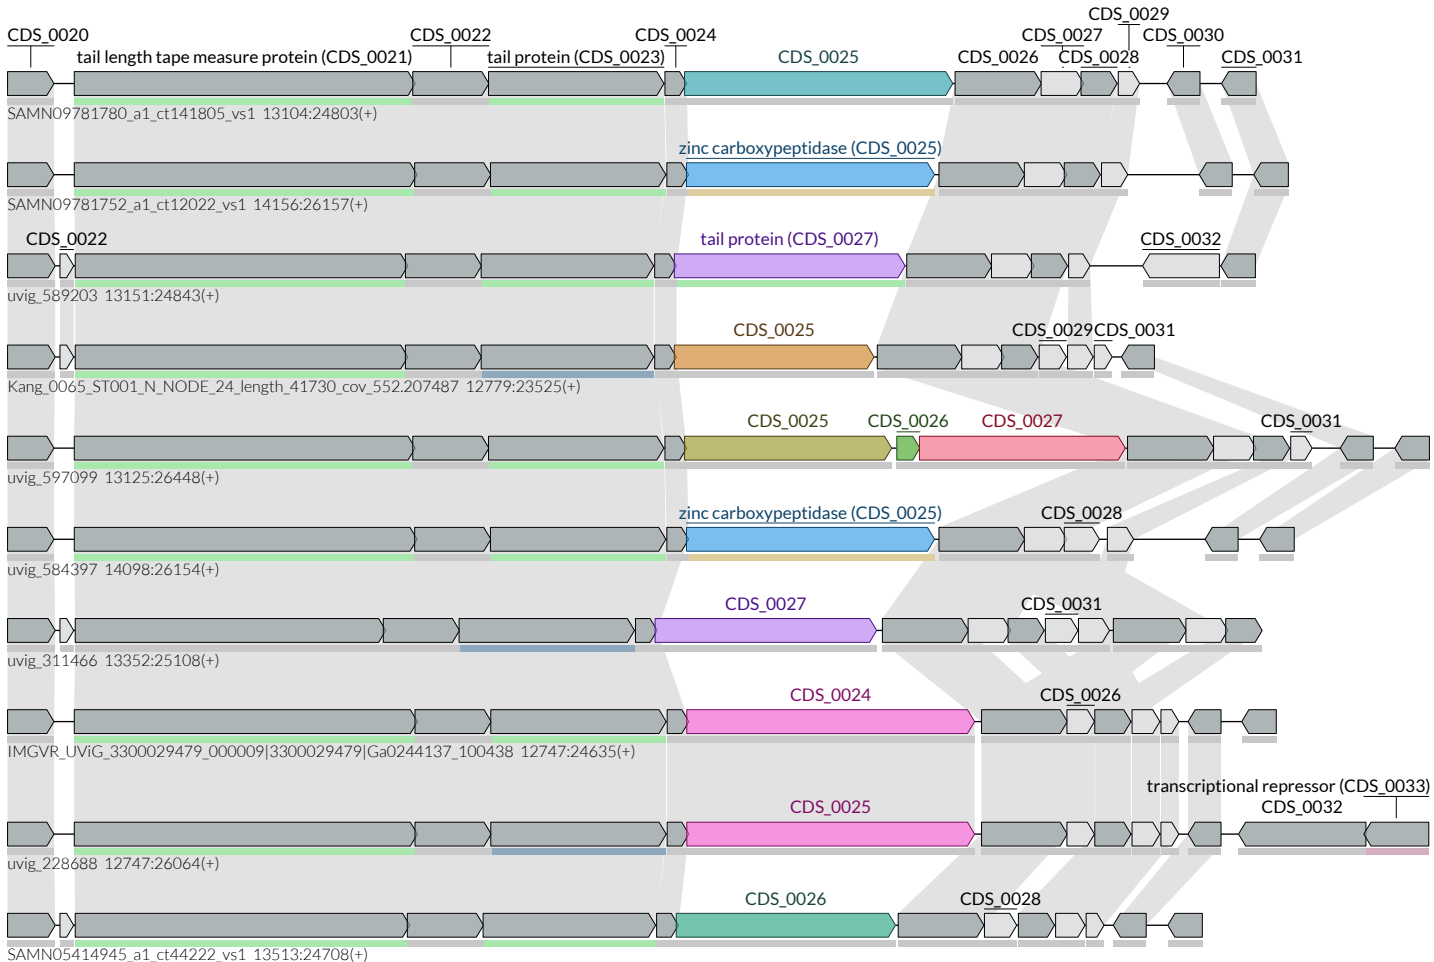 CDS_0029
CDS_0020 CDS_0022 CDS_0024 CDS_0027 CDS_0030
tail length tape measure protein (CDS_0021) tail protein (CDS_0023) CDS_0025 CDS_0026 CDS_0028 CDS_0031
SAMN09781780_a1_ct141805_vs1 13104:24803(+)
zinc carboxypeptidase (CDS_0025)
SAMN09781752_a1_ct12022_vs1 14156:26157(+)
CDS_0022 tail protein (CDS_0027) CDS_0032
uvig_589203 13151:24843(+)
CDS_0025 CDS_0029 CDS_0031
Kang_0065_ST001_N_NODE_24_length_41730_cov_552.207487 12779:23525(+)
CDS_0025 CDS_0026 CDS_0027 CDS_0031
uvig_597099 13125:26448(+)
zinc carboxypeptidase (CDS_0025) CDS_0028
uvig_584397 14098:26154(+)
CDS_0027 CDS_0031
uvig_311466 13352:25108(+)
CDS_0024 CDS_0026
IMGVR_UViG_3300029479_000009|3300029479|Ga0244137_100438 12747:24635(+)
transcriptional repressor (CDS_0033)
CDS_0025 CDS_0032
uvig_228688 12747:26064(+)
CDS_0026 CDS_0028
SAMN05414945_a1_ct44222_vs1 13513:24708(+)